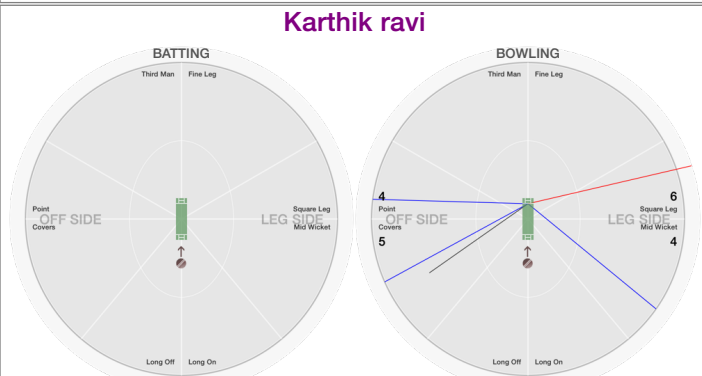 Karthik ravi
BATTING
Third Man Fine Leg
Point
OFF SIDE
Covers
Square Leg
LEG SIDE
Mid Wicket
Long Off Long On
BOWLING
Third Man Fine Leg
4
Point
OFF SIDE
Covers
5
6
Square Leg
LEG SIDE
Mid Wicket
4
Long Off Long On